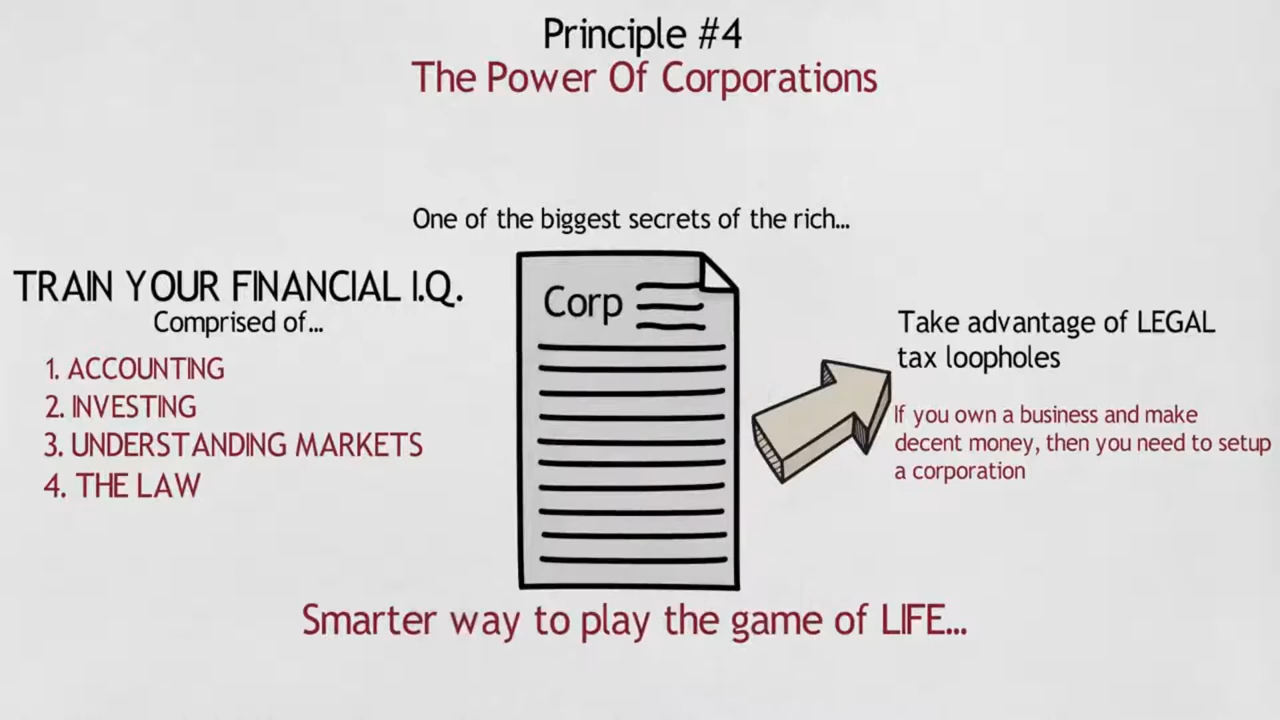 Principle #4
The Power Of Corporations
One of the biggest secrets of the rich...
TRAIN YOUR FINANCIAL I.Q.
Comprised of...
1. ACCOUNTING
2. INVESTING
3. UNDERSTANDING MARKETS
4. THE LAW
Corp
Take advantage of LEGAL
tax loopholes
If you own a business and make
decent money, then you need to setup
a corporation
Smarter way to play the game of LIFE...